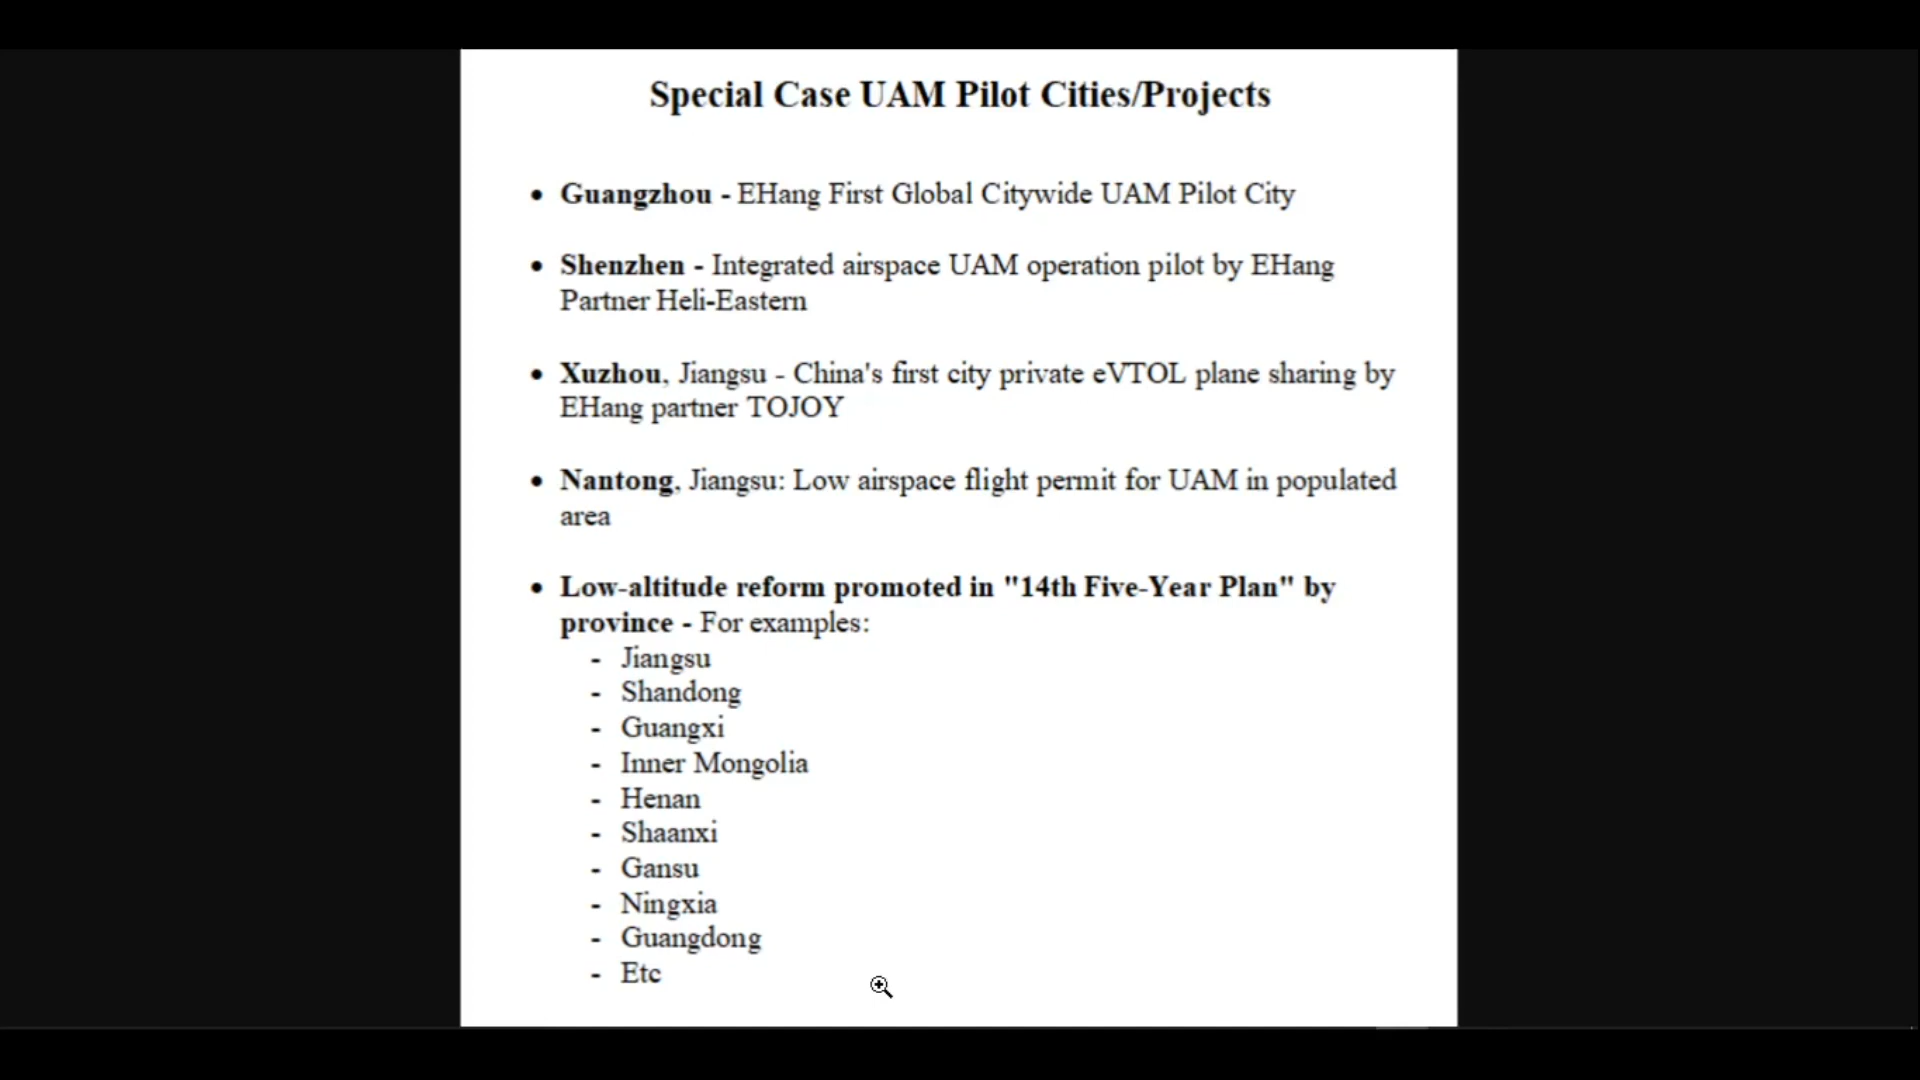 Special Case UAM Pilot Cities/Projects
• Guangzhou - EHang First Global Citywide UAM Pilot City
• Shenzhen - Integrated airspace UAM operation pilot by EHang
Partner Heli-Eastern
• Xuzhou, Jiangsu - China's first city private eVTOL plane sharing by
EHang partner TOJOY
• Nantong, Jiangsu: Low airspace flight permit for UAM in populated
area
• Low-altitude reform promoted in "14th Five-Year Plan" by
province - For examples:
- Jiangsu
- Shandong
- Guangxi
- Inner Mongolia
- Henan
- Shaanxi
- Gansu
- Ningxia
- Guangdong
- Etc